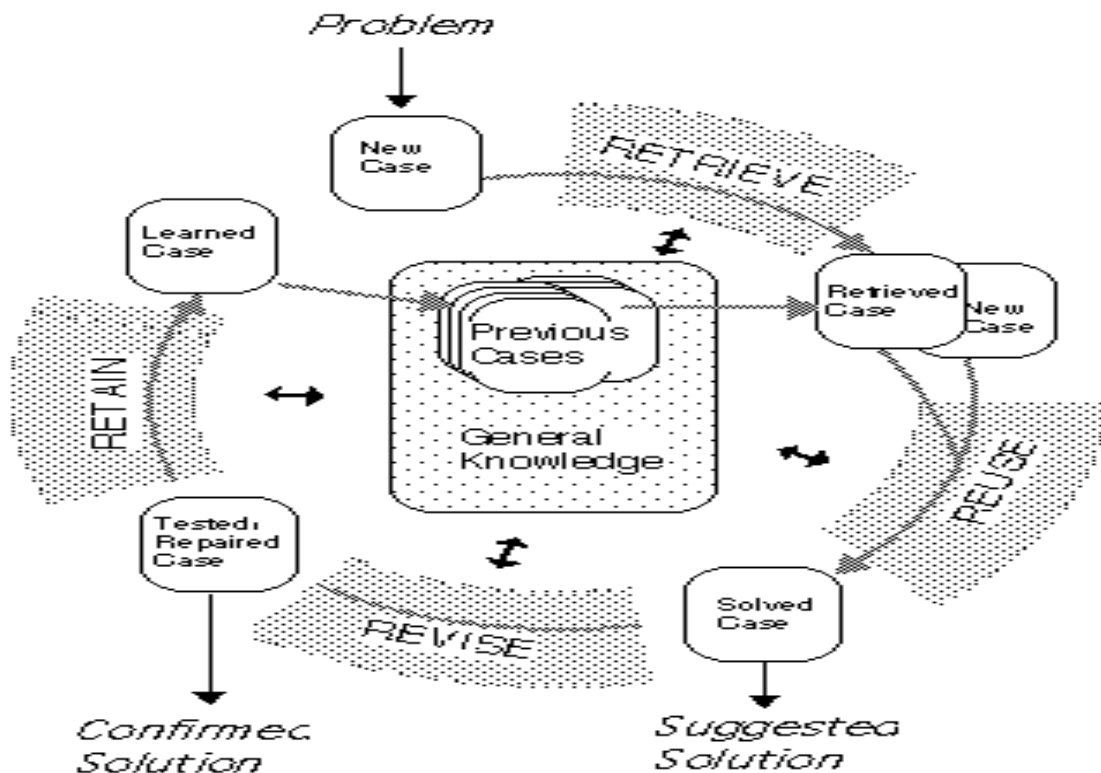 Problem
New
Case
RETRIEVE
Learned
Case
Retrieved
Case
New
Case
Previous
Cases
General
Knowledge
RETAIN
REUSE
Tested,
Repaired
Case
REVISE
Solved
Case
Confirmed
Solution
Suggested
Solution